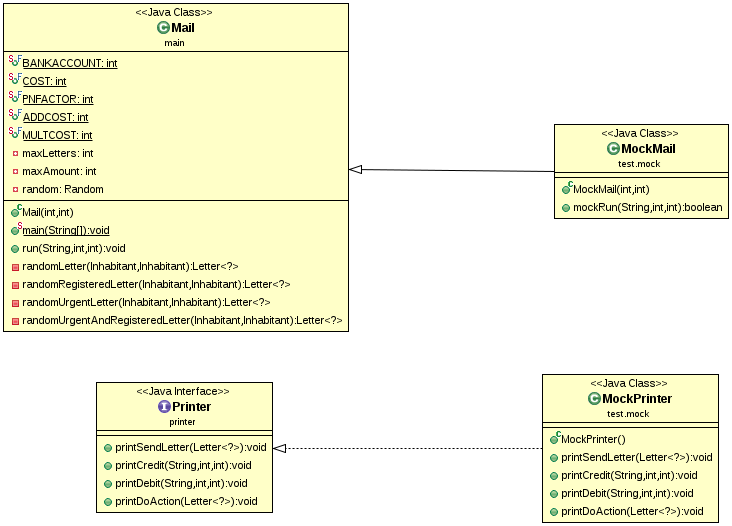 <<Java Class>>
Mail
main
BANKACCOUNT: int
COST: int
PNFACTOR: int
ADDCOST: int
MULTCOST: int
maxLetters: int
maxAmount: int
random: Random
Mail(int,int)
main(String[]):void
run(String,int,int):void
randomLetter(Inhabitant,Inhabitant):Letter<?>
randomRegisteredLetter(Inhabitant,Inhabitant):Letter<?>
randomUrgentLetter(Inhabitant,Inhabitant):Letter<?>
randomUrgentAndRegisteredLetter(Inhabitant,Inhabitant):Letter<?>
<<Java Class>>
MockMail
test.mock
MockMail(int,int)
mockRun(String,int,int):boolean
<<Java Interface>>
Printer
printer
printSendLetter(Letter<?>):void
printCredit(String,int,int):void
printDebit(String,int,int):void
printDoAction(Letter<?>):void
<<Java Class>>
MockPrinter
test.mock
MockPrinter()
printSendLetter(Letter<?>):void
printCredit(String,int,int):void
printDebit(String,int,int):void
printDoAction(Letter<?>):void